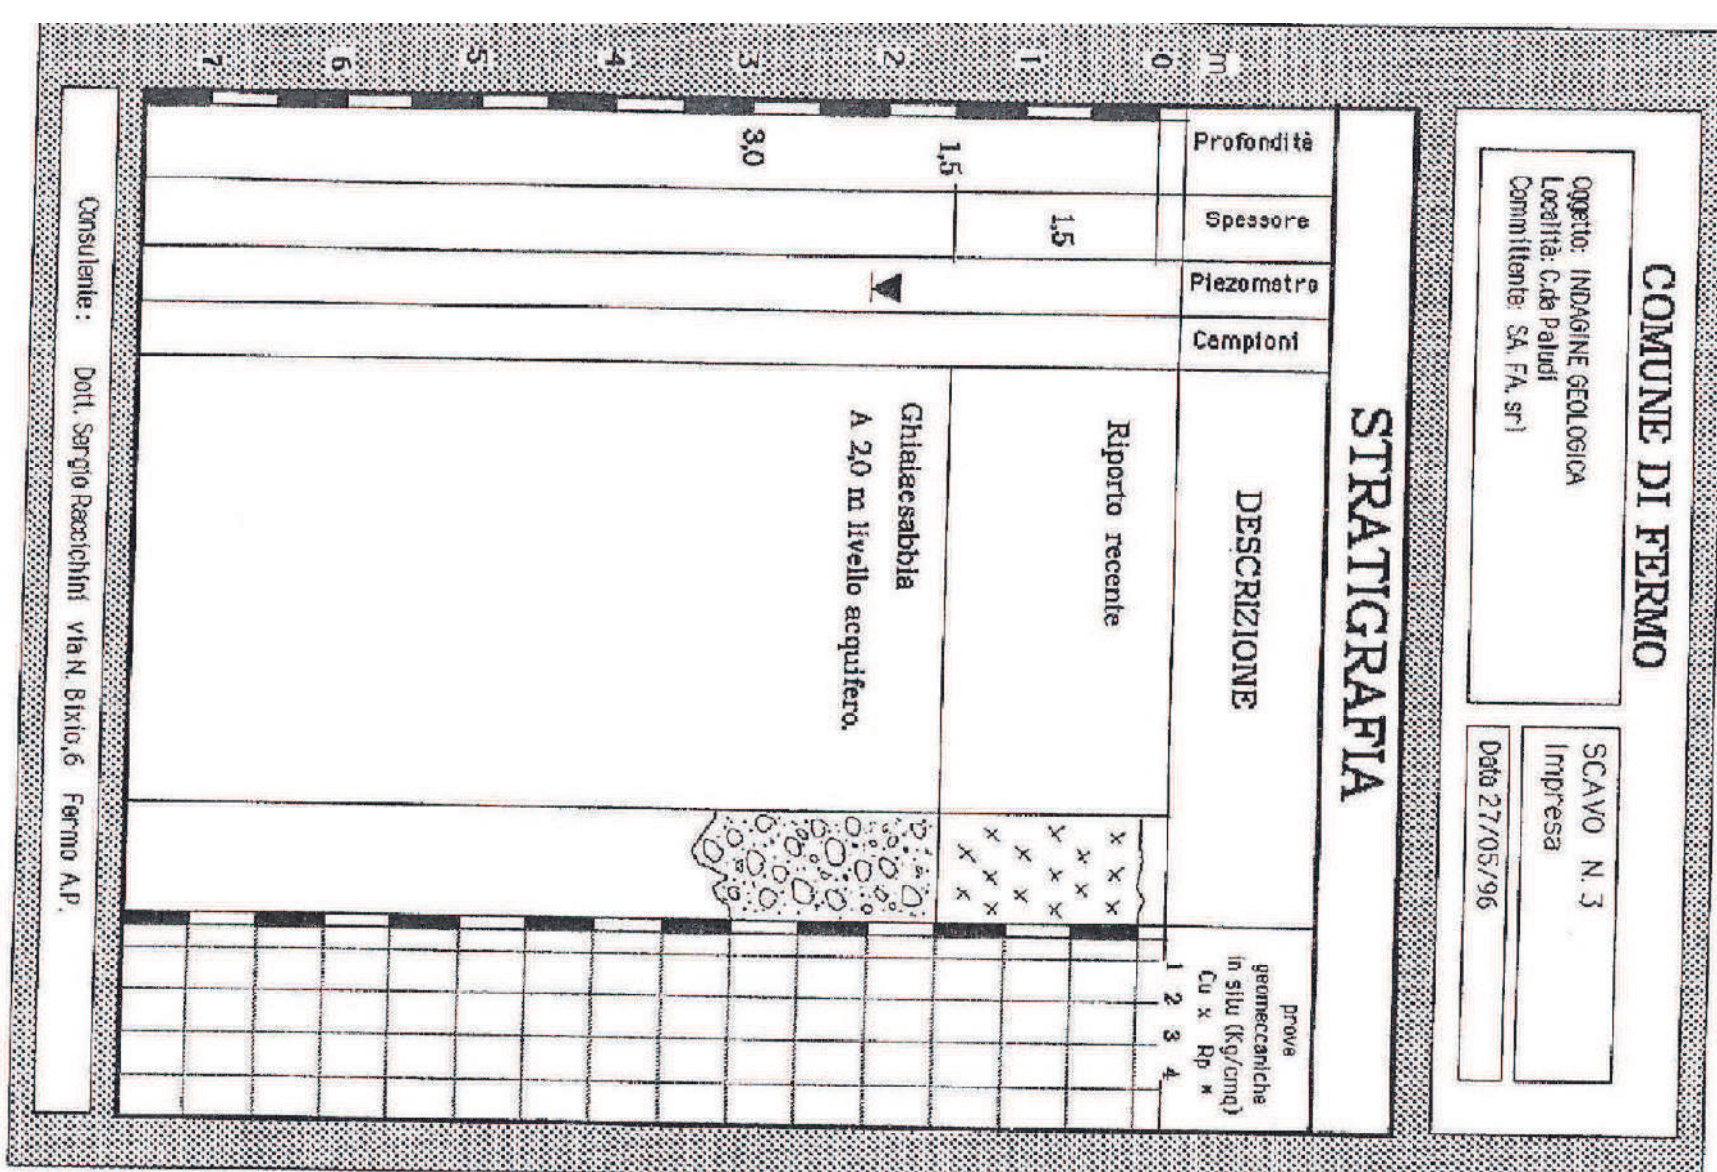 COMUNE DI FERMO
Oggetto: INDAGINE GEOLOGICA
Località: C.da Paludi
Committente: SA. FA. srl
SCAVO N. 3
Impresa
Data 27/05/96
STRATIGRAFIA
m
Profondità
Spessore
Piezometro
Campioni
DESCRIZIONE
prove
geomeccaniche
in situ (Kg/cmq)
Cu x Rp *
1 2 3 4
0
1
1,5
Riporto recente
1,5
2
Ghiaiaesabbia
A 2,0 m livello acquifero.
3
3,0
4
5
6
7
Consulente: Dott. Sergio Raccichini via N. Bixio,6 Fermo A.P.